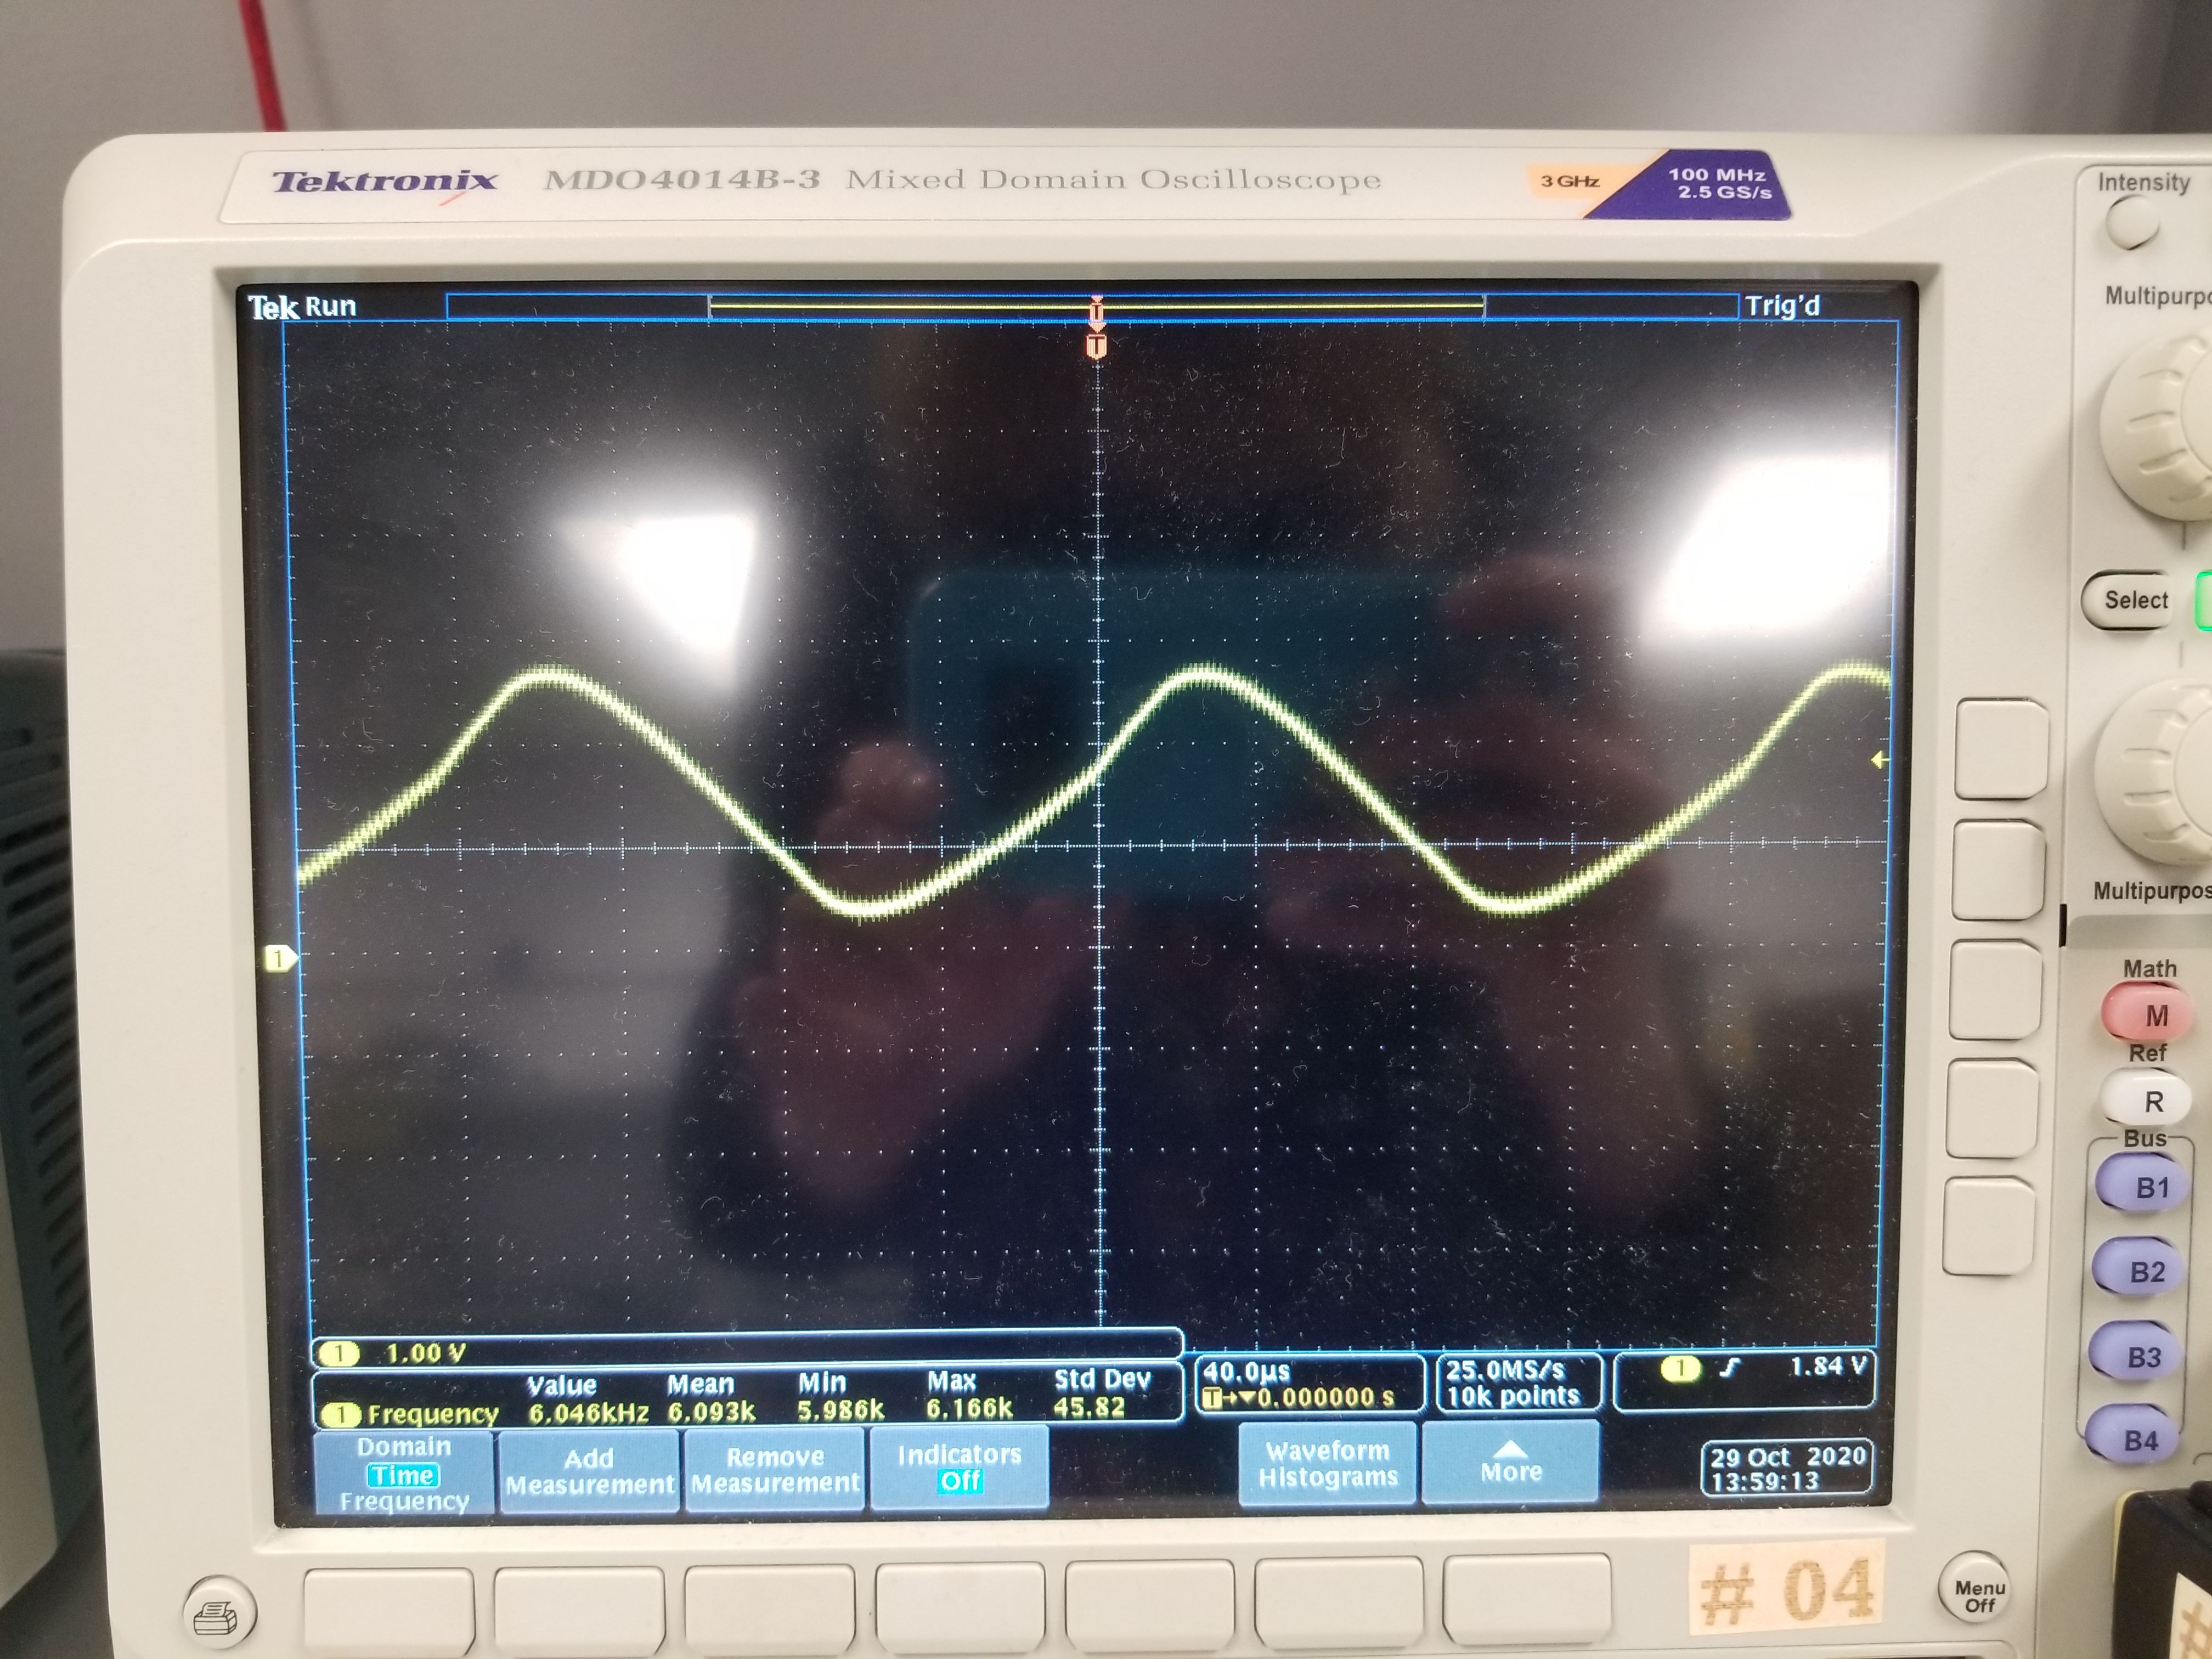 Tektronix MDO4014B-3 Mixed Domain Oscilloscope
3 GHz
100 MHz
2.5 GS/s
Intensity
Tek Run
Trig'd
T
T
Select
1
Multipurpos
Math
M
Ref
R
Bus
B1
B2
B3
B4
1 1.00 V
Value Mean Min Max Std Dev
1 Frequency 6.046kHz 6.093k 5.986k 6.166k 45.82
40.0µs
T→▼0.000000 s
25.0MS/s
10k points
1 1.84 V
Domain
Time
Frequency
Add
Measurement
Remove
Measurement
Indicators
Off
Waveform
Histograms
More
29 Oct 2020
13:59:13
# 04
Menu
Off